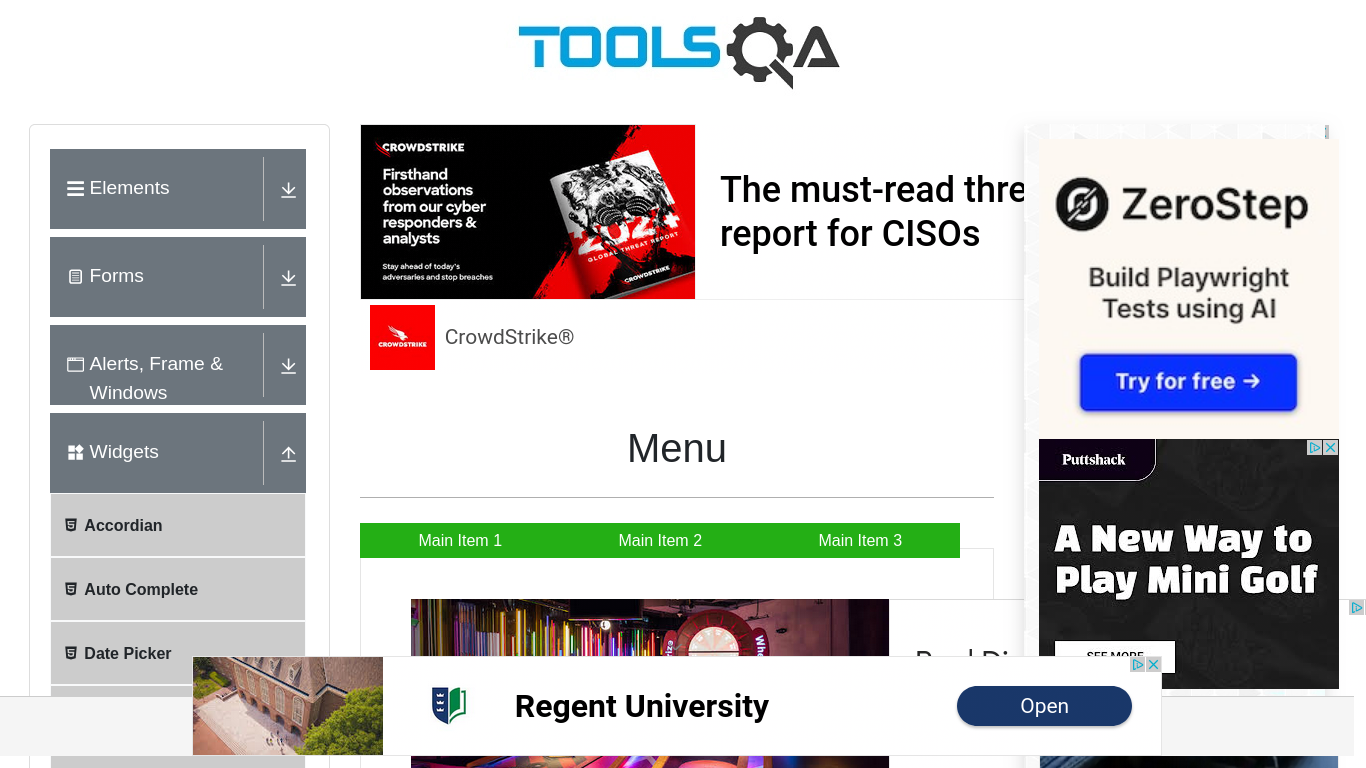 TOOLSQA
Elements
Forms
Alerts, Frame &
Windows
Widgets
Accordian
Auto Complete
Date Picker
CROWDSTRIKE
Firsthand
observations
from our cyber
responders &
analysts
Stay ahead of today's
adversaries and stop breaches
2024
GLOBAL THREAT REPORT
CROWDSTRIKE
The must-read thre
report for CISOs
CROWDSTRIKE
CrowdStrike®
Menu
Main Item 1
Main Item 2
Main Item 3
ZeroStep
Build Playwright
Tests using AI
Try for free →
Puttshack
A New Way to
Play Mini Golf
SEE MORE
Regent University
Open